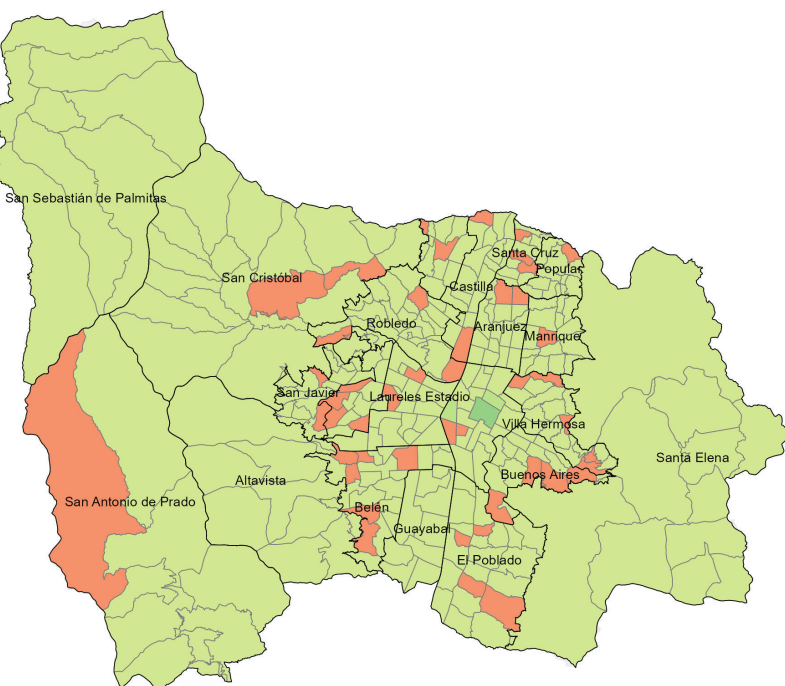 San Sebastián de Palmitas
San Cristóbal
Santa Cruz
Popular
Castilla
Robledo
Aranjuez
Manrique
San Javier
Laureles Estadio
Villa Hermosa
Santa Elena
Buenos Aires
Altavista
San Antonio de Prado
Belén
Guayabal
El Poblado